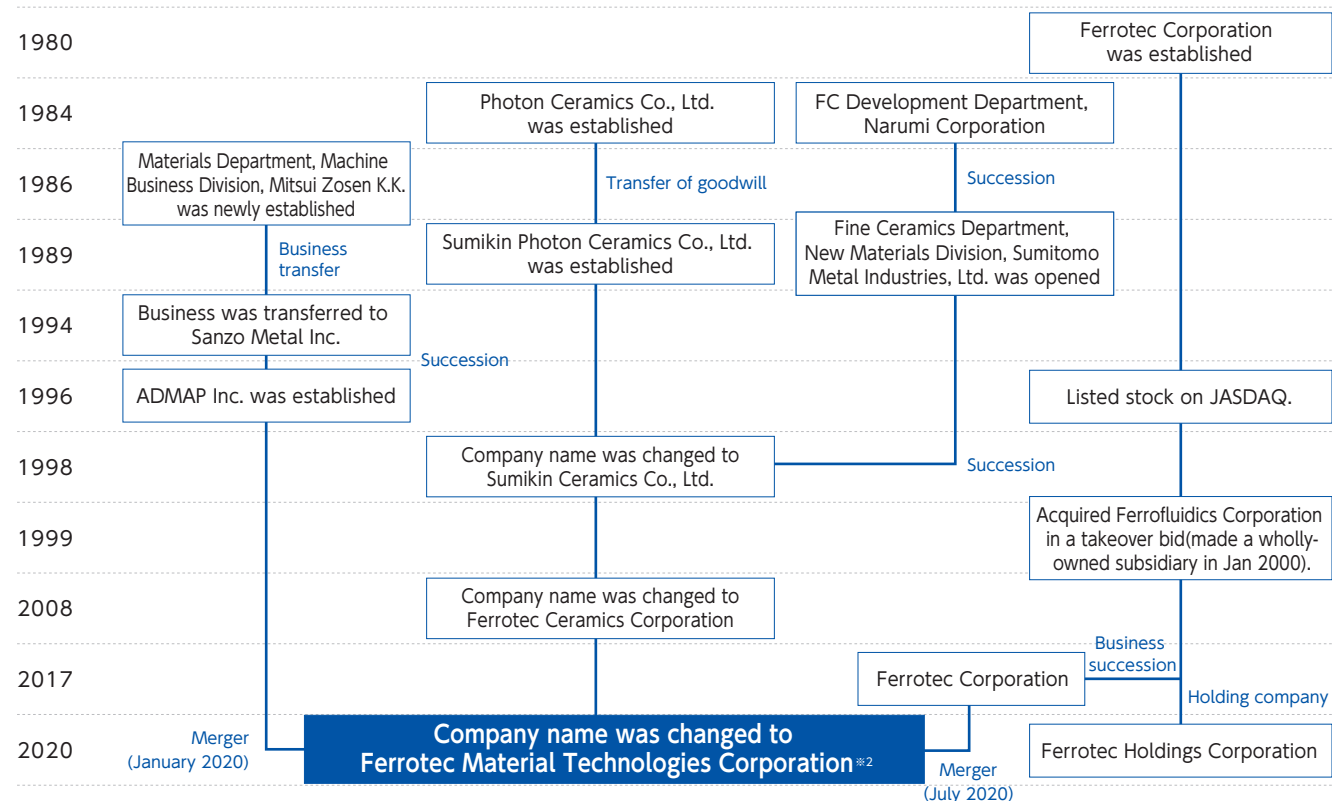 1980
Ferrotec Corporation
was established
1984
Photon Ceramics Co., Ltd.
was established
FC Development Department,
Narumi Corporation
Materials Department, Machine
Business Division, Mitsui Zosen K.K.
was newly established
1986
Transfer of goodwill
Succession
1989
Business
transfer
Sumikin Photon Ceramics Co., Ltd.
was established
Fine Ceramics Department,
New Materials Division, Sumitomo
Metal Industries, Ltd. was opened
1994
Business was transferred to
Sanzo Metal Inc.
Succession
1996
ADMAP Inc. was established
Listed stock on JASDAQ.
1998
Company name was changed to
Sumikin Ceramics Co., Ltd.
Succession
1999
Acquired Ferrofluidics Corporation
in a takeover bid(made a wholly-
owned subsidiary in Jan 2000).
2008
Company name was changed to
Ferrotec Ceramics Corporation
2017
Ferrotec Corporation
Business
succession
Holding company
2020
Merger
(January 2020)
Company name was changed to
Ferrotec Material Technologies Corporation※2
Merger
(July 2020)
Ferrotec Holdings Corporation